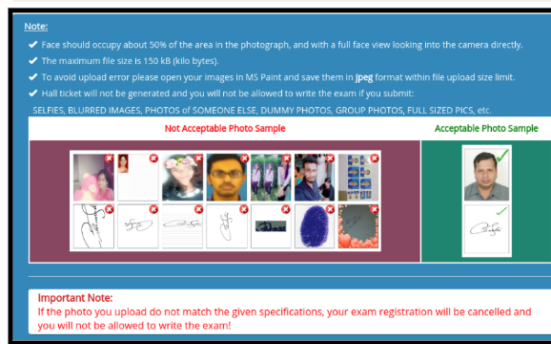 Note:
✔ Face should occupy about 50% of the area in the photograph, and with a full face view looking into the camera directly.
✔ The maximum file size is 150 kB (kilo bytes).
✔ To avoid upload error please open your images in MS Paint and save them in jpeg format within file upload size limit.
✔ Hall ticket will not be generated and you will not be allowed to write the exam if you submit:
SELFIES, BLURRED IMAGES, PHOTOS of SOMEONE ELSE, DUMMY PHOTOS, GROUP PHOTOS, FULL SIZED PICS, etc.
Not Acceptable Photo Sample
Acceptable Photo Sample
Important Note:
If the photo you upload do not match the given specifications, your exam registration will be cancelled and
you will not be allowed to write the exam!